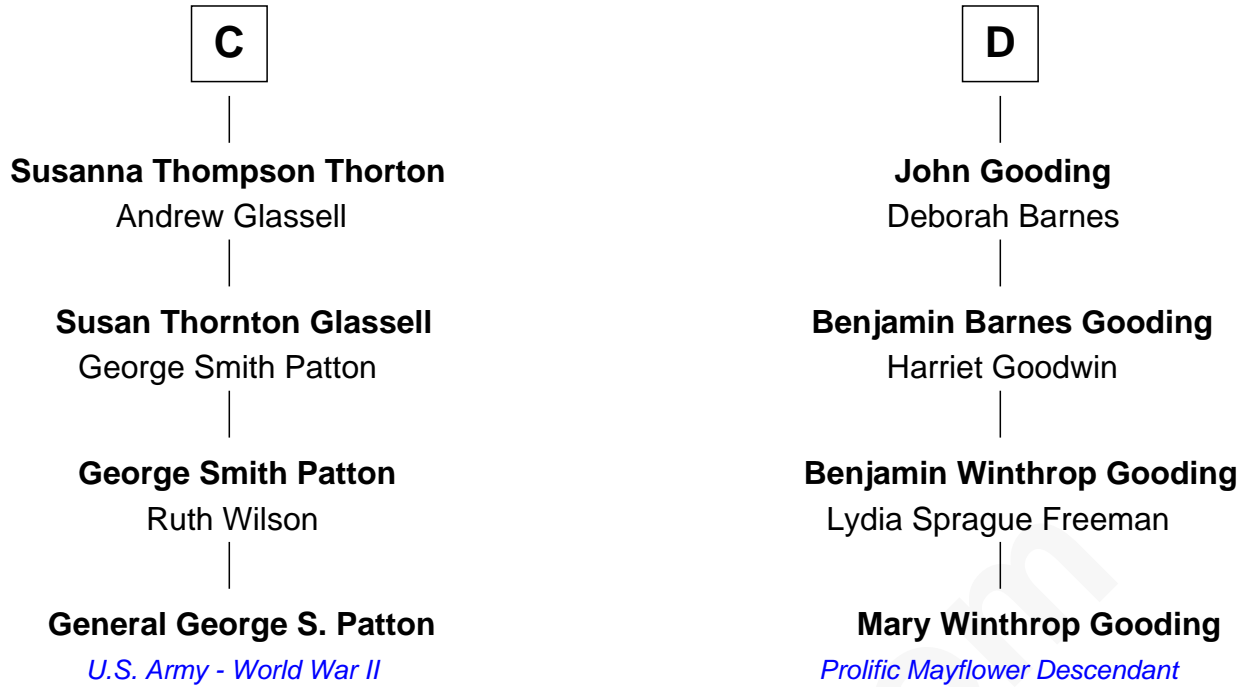 C
Susanna Thompson Thorton
Andrew Glassell
Susan Thornton Glassell
George Smith Patton
George Smith Patton
Ruth Wilson
General George S. Patton
U.S. Army - World War II
D
John Gooding
Deborah Barnes
Benjamin Barnes Gooding
Harriet Goodwin
Benjamin Winthrop Gooding
Lydia Sprague Freeman
Mary Winthrop Gooding
Prolific Mayflower Descendant